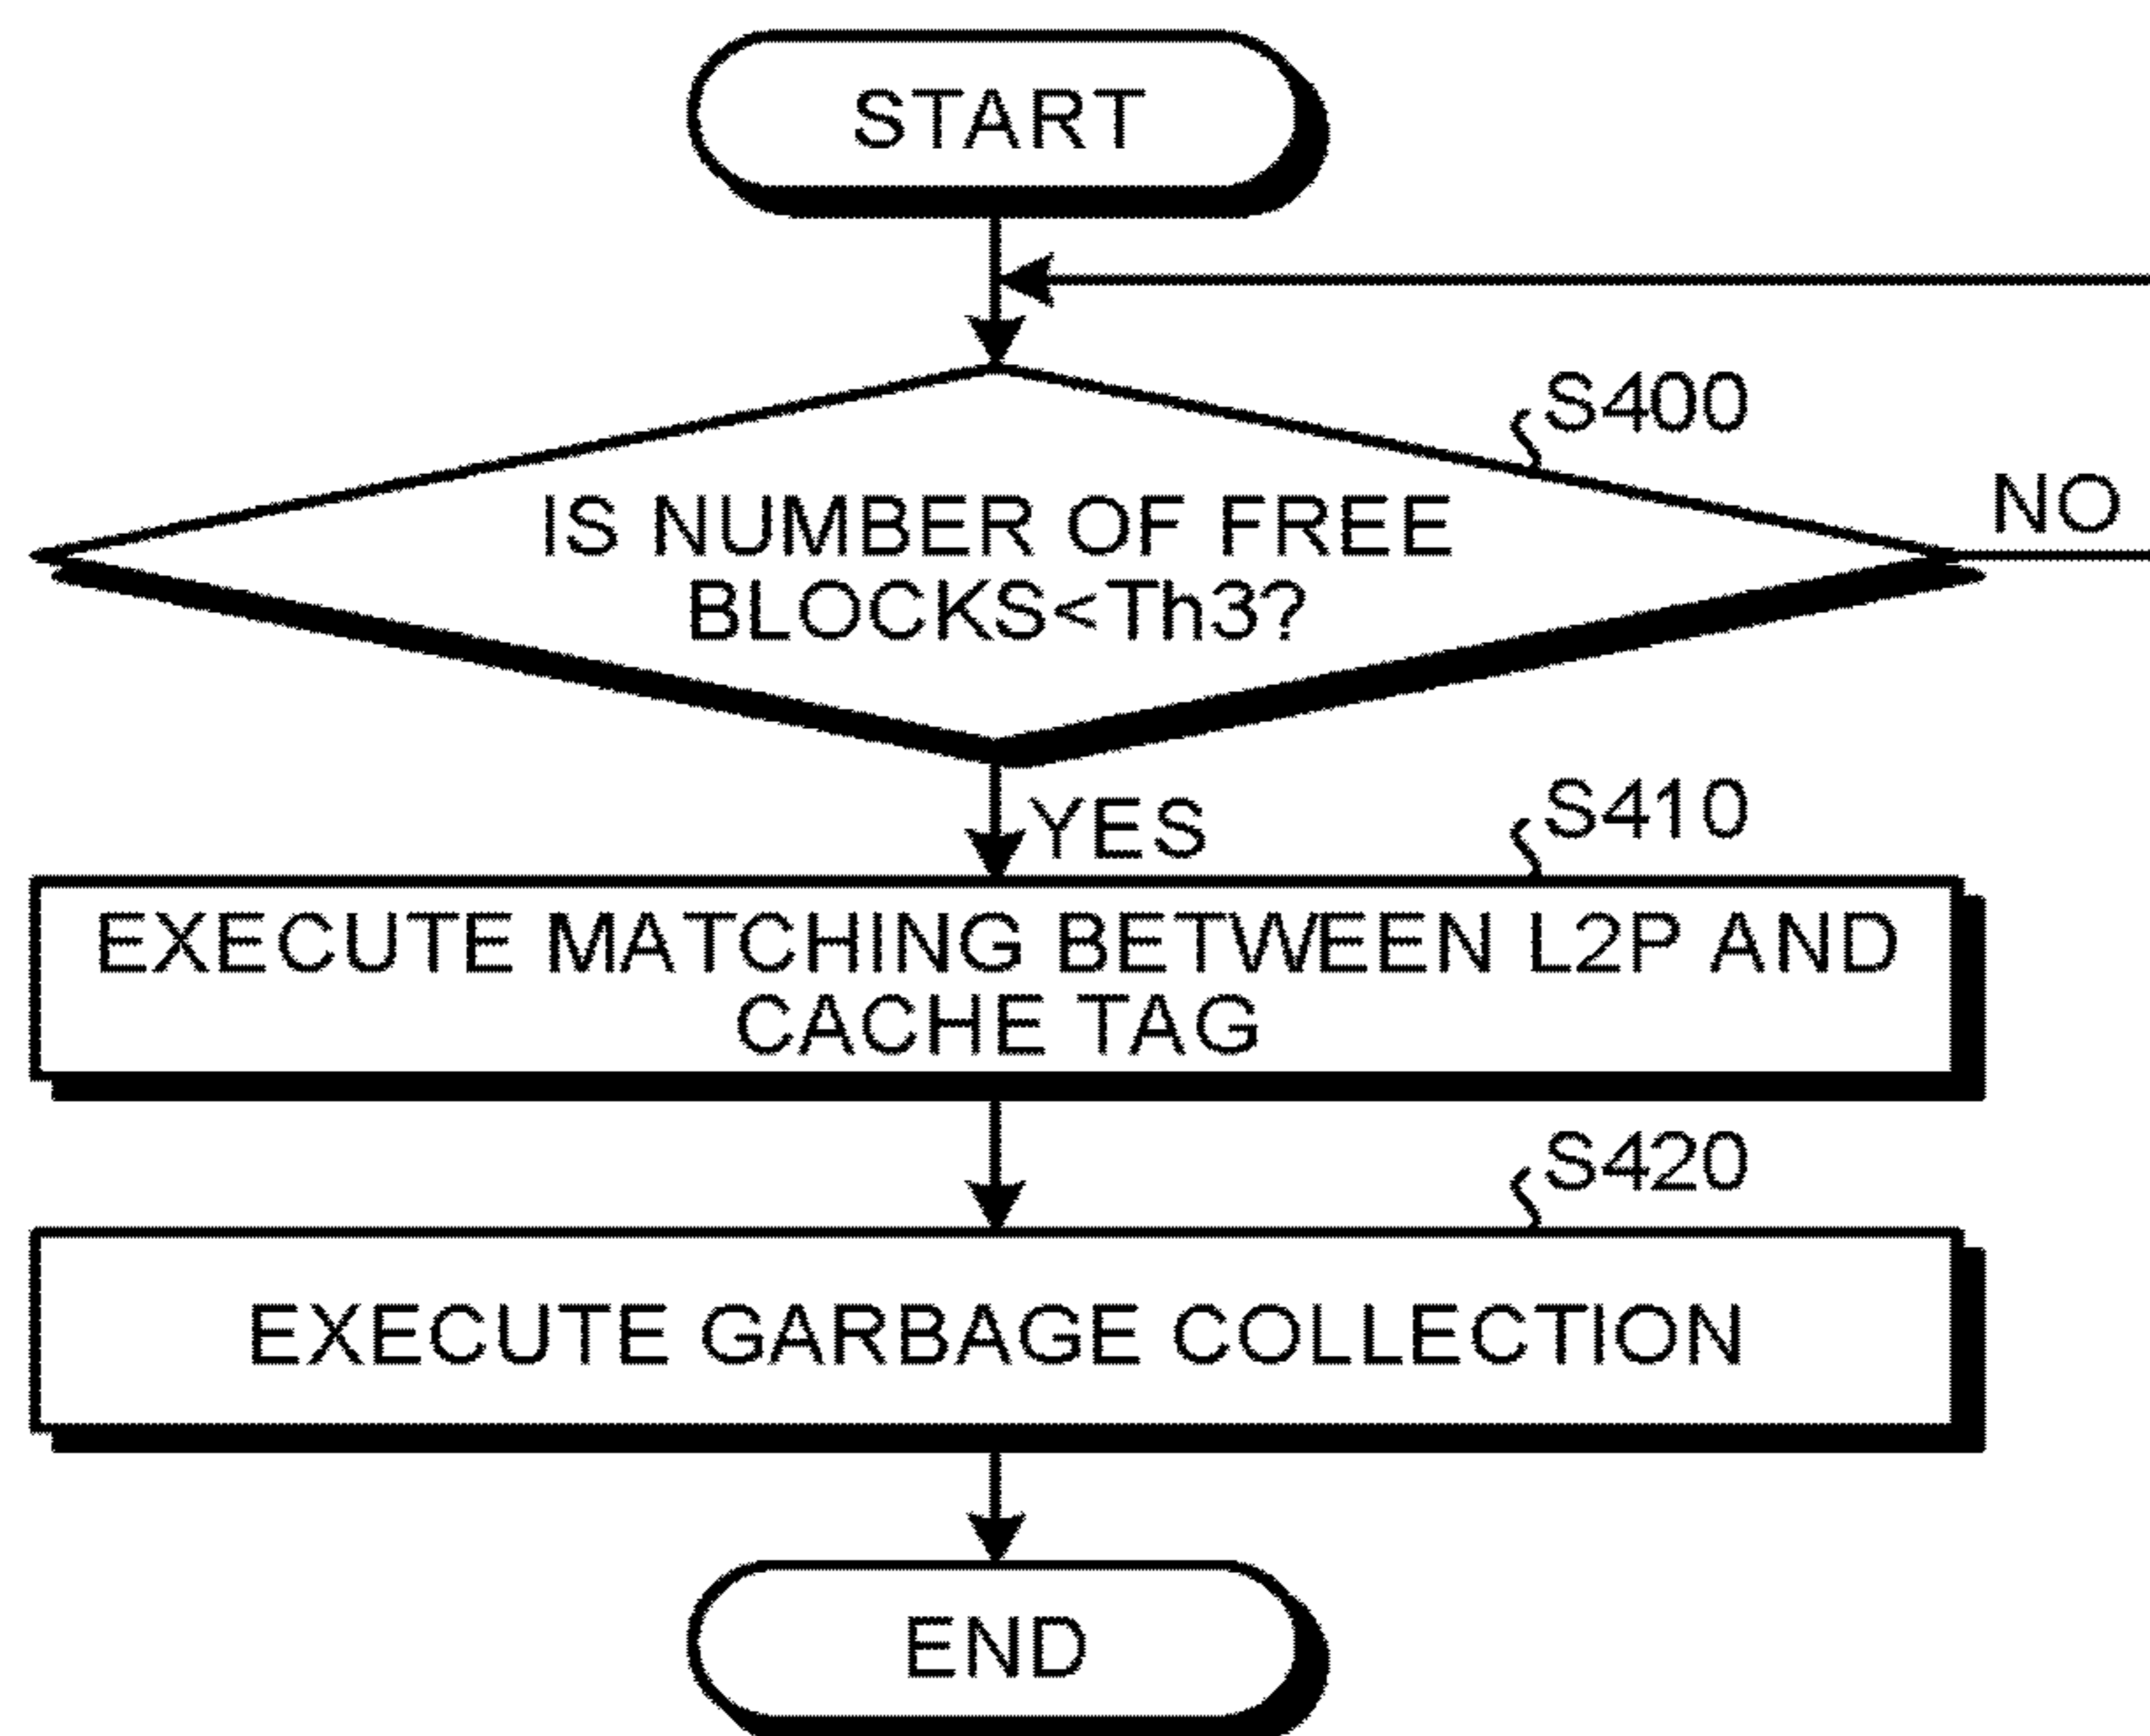 START
S400
IS NUMBER OF FREE
BLOCKS<Th3?
NO
YES
S410
EXECUTE MATCHING BETWEEN L2P AND
CACHE TAG
S420
EXECUTE GARBAGE COLLECTION
END